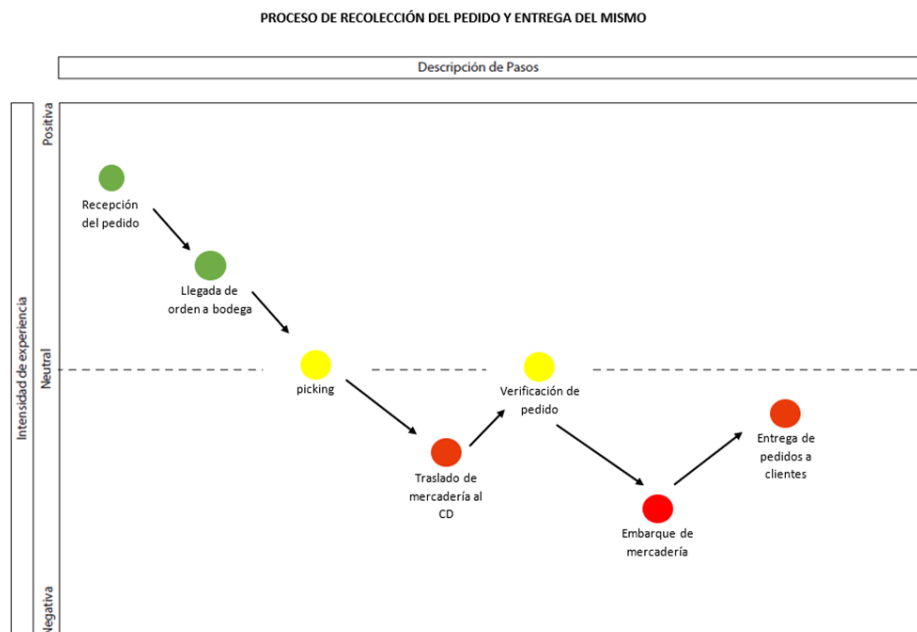 PROCESO DE RECOLECCIÓN DEL PEDIDO Y ENTREGA DEL MISMO
Descripción de Pasos
Intensidad de experiencia
Positiva
Neutral
Negativa
Recepción
del pedido
Llegada de
orden a bodega
picking
Traslado de
mercadería al
CD
Verificación de
pedido
Embarque de
mercadería
Entrega de
pedidos a
clientes